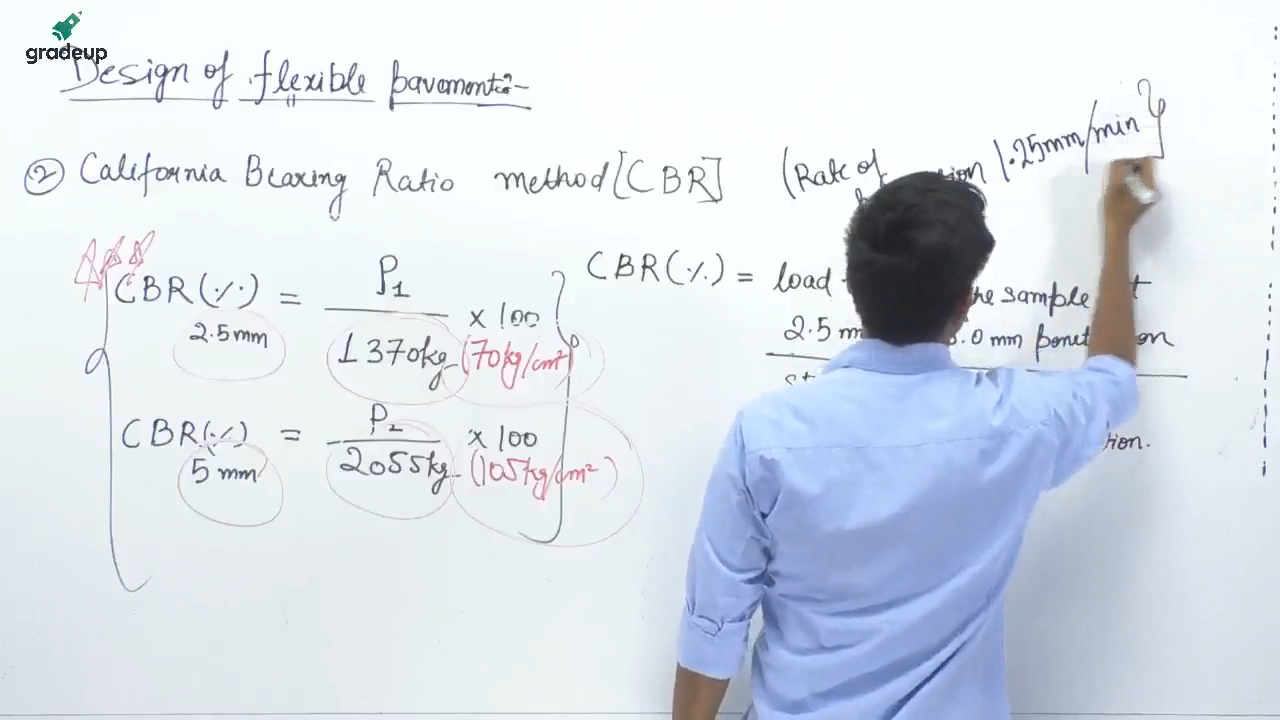 gradeup
Design of flexible pavements:-
② California Bearing Ratio method [CBR]
(Rate of 1.25mm/min
CBR(%) 2.5mm = P1 / 1370kg × 100
(70kg/cm²)
CBR(%) 5 mm = P2 / 2055kg × 100
(105kg/cm²)
CBR(%) = load the sample
2.5 0 mm